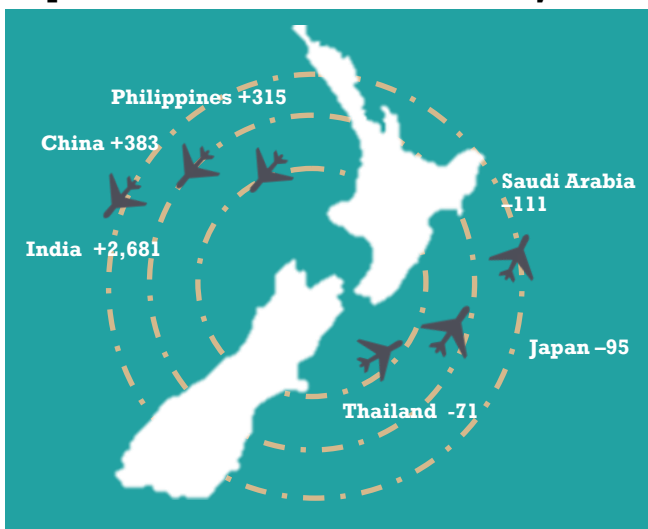 Philippines +315
China +383
India +2,681
Saudi Arabia
–111
Japan –95
Thailand -71